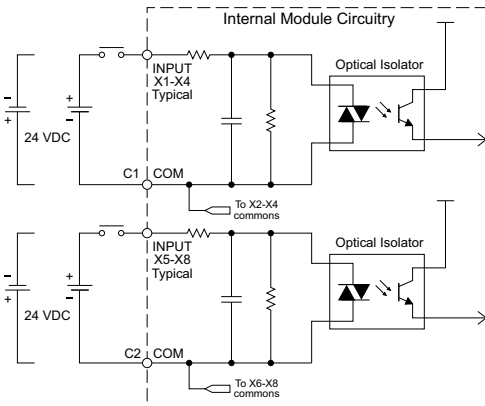 Internal Module Circuitry
INPUT
X1-X4
Typical
Optical Isolator
-
+
+
-
24 VDC
C1
COM
To X2-X4
commons
INPUT
X5-X8
Typical
Optical Isolator
-
+
+
-
24 VDC
C2
COM
To X6-X8
commons